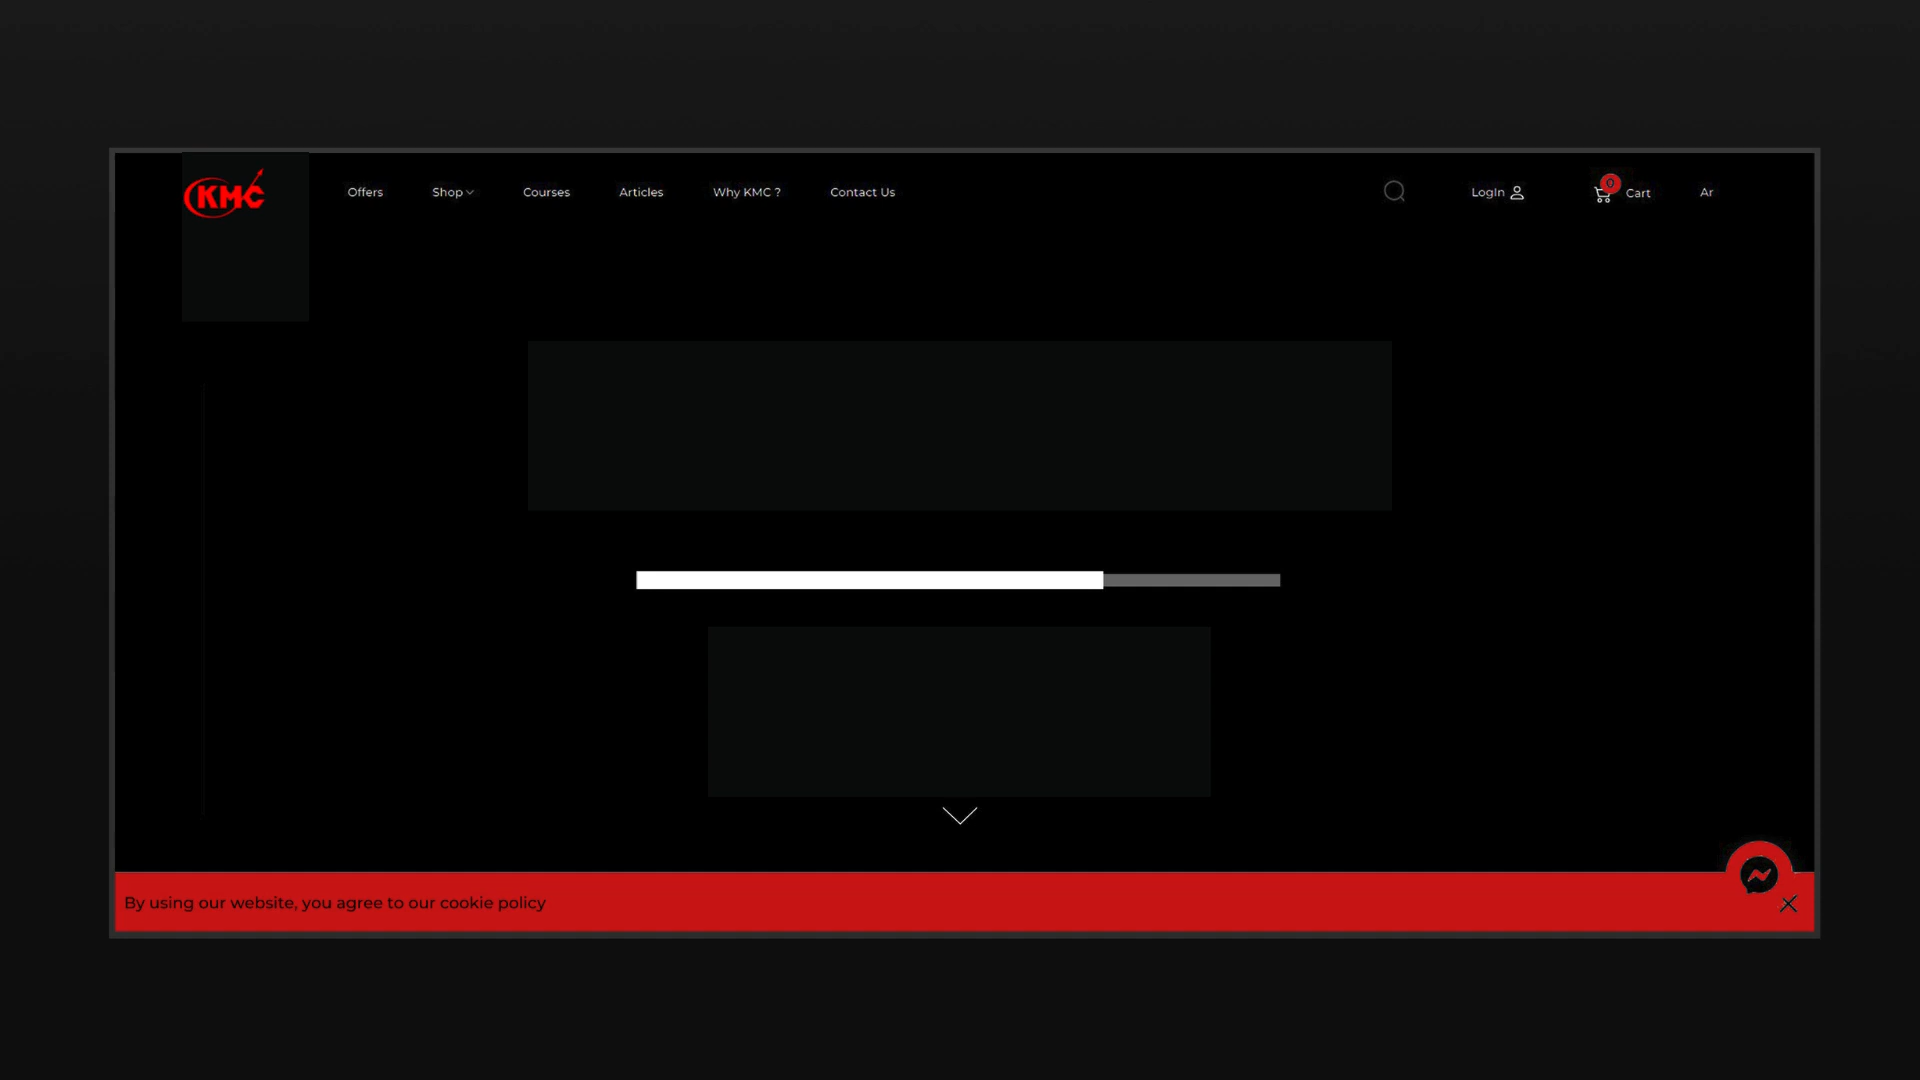 KMC
Offers
Shop
Courses
Articles
Why KMC ?
Contact Us
LogIn
0
Cart
Ar
By using our website, you agree to our cookie policy